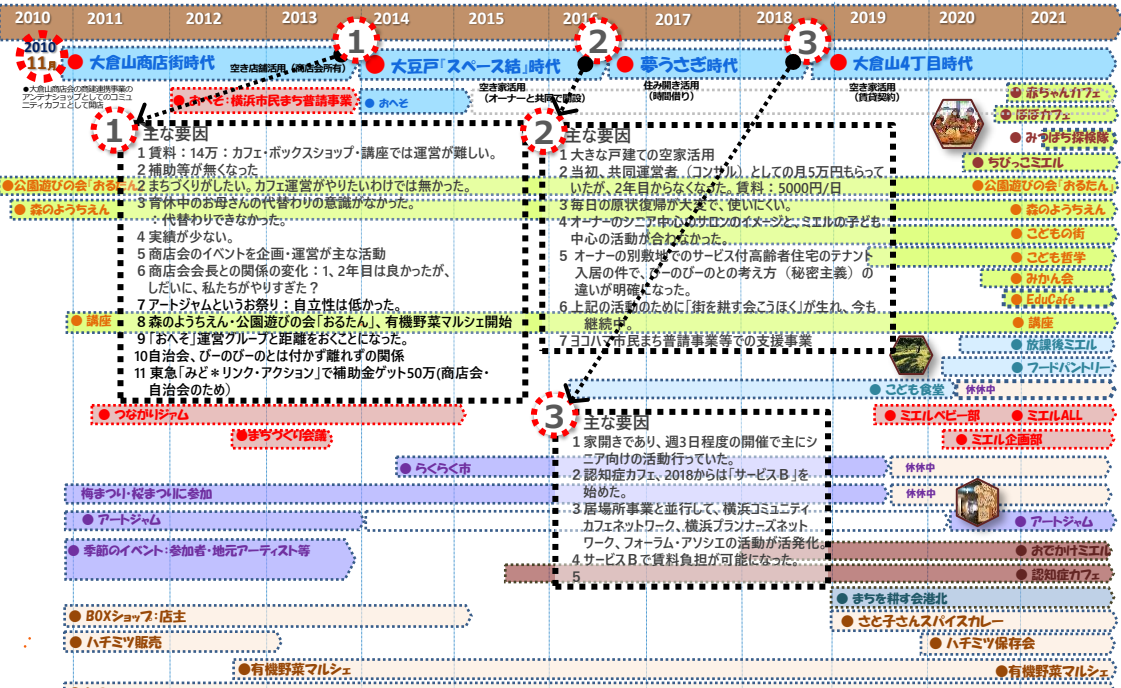 2010 2011 2012 2013 2014 2015 2016 2017 2018 2019 2020 2021
2010
11月
大倉山商店街時代
空き店舗活用(商店会所有)
大豆戸「スペース結」時代
夢うさぎ時代
大倉山4丁目時代
①
②
③
●大倉山商店会の商建連携事業の
アンテナショップとしてのコミュ
ニティカフェとして開店
おへそ:横浜市民まち普請事業
おへそ
空き家活用
(オーナーと共同で開設)
住み開き活用
(時間借り)
空き家活用
(賃貸契約)
赤ちゃんカフェ
ぽぽカフェ
みつばち探検隊
ちびっこミエル
公園遊びの会「おるたん」
公園遊びの会「おるたん」
森のようちえん
森のようちえん
こどもの街
こども哲学
みかん会
EduCafe
講座
講座
放課後ミエル
フードパントリー
こども食堂
休休中
①
主な要因
1 賃料:14万:カフェ・ボックスショップ・講座では運営が難しい。
2 補助等が無くなった
2 まちづくりがしたい。カフェ運営がやりたいわけでは無かった。
3 育休中のお母さんの代替わりの意識がなかった。
:代替わりできなかった。
4 実績が少ない。
5 商店会のイベントを企画・運営が主な活動
6 商店会会長との関係の変化:1、2年目は良かったが、
しだいに、私たちがやりすぎた?
7 アートジャムというお祭り:自立性は低かった。
8 森のようちえん・公園遊びの会「おるたん」、有機野菜マルシェ開始
9 「おへそ」運営グループと距離をおくことになった。
10自治会、びーのびーのとは付かず離れずの関係
11 東急「みど*リンク・アクション」で補助金ゲット50万(商店会・
自治会のため)
②
主な要因
1 大きな戸建ての空家活用
2 当初、共同運営者(コンサル)としての月5万円もらって
いたが、2年目からなくなった。賃料:5000円/日
3 毎日の原状復帰が大変で、使いにくい。
4 オーナーのシニア中心のサロンのイメージと、ミエルの子ども
中心の活動が合わなかった。
5 オーナーの別敷地でのサービス付高齢者住宅のテナント
入居の件で、びーのびーのとの考え方(秘密主義)の
違いが明確になった。
6 上記の活動のために「街を耕す会こうほく」が生れ、今も
継続中。
7 ヨコハマ市民まち普請事業等での支援事業
③
主な要因
1 家開きであり、週3日程度の開催で主にシ
ニア向けの活動行っていた。
2 認知症カフェ、2018からは「サービスB」を
始めた。
3 居場所事業と並行して、横浜コミュニティ
カフェネットワーク、横浜プランナーズネット
ワーク、フォーラム・アソシエの活動が活発化。
4 サービスBで賃料負担が可能になった。
5
つながりジャム
まちづくり会議
ミエルベビー部
ミエルALL
ミエル企画部
らくらく市
休休中
梅まつり・桜まつりに参加
休休中
アートジャム
アートジャム
季節のイベント:参加者・地元アーティスト等
おでかけミエル
認知症カフェ
まちを耕す会港北
BOXショップ:店主
さと子さんスパイスカレー
ハチミツ販売
ハチミツ保存会
有機野菜マルシェ
有機野菜マルシェ